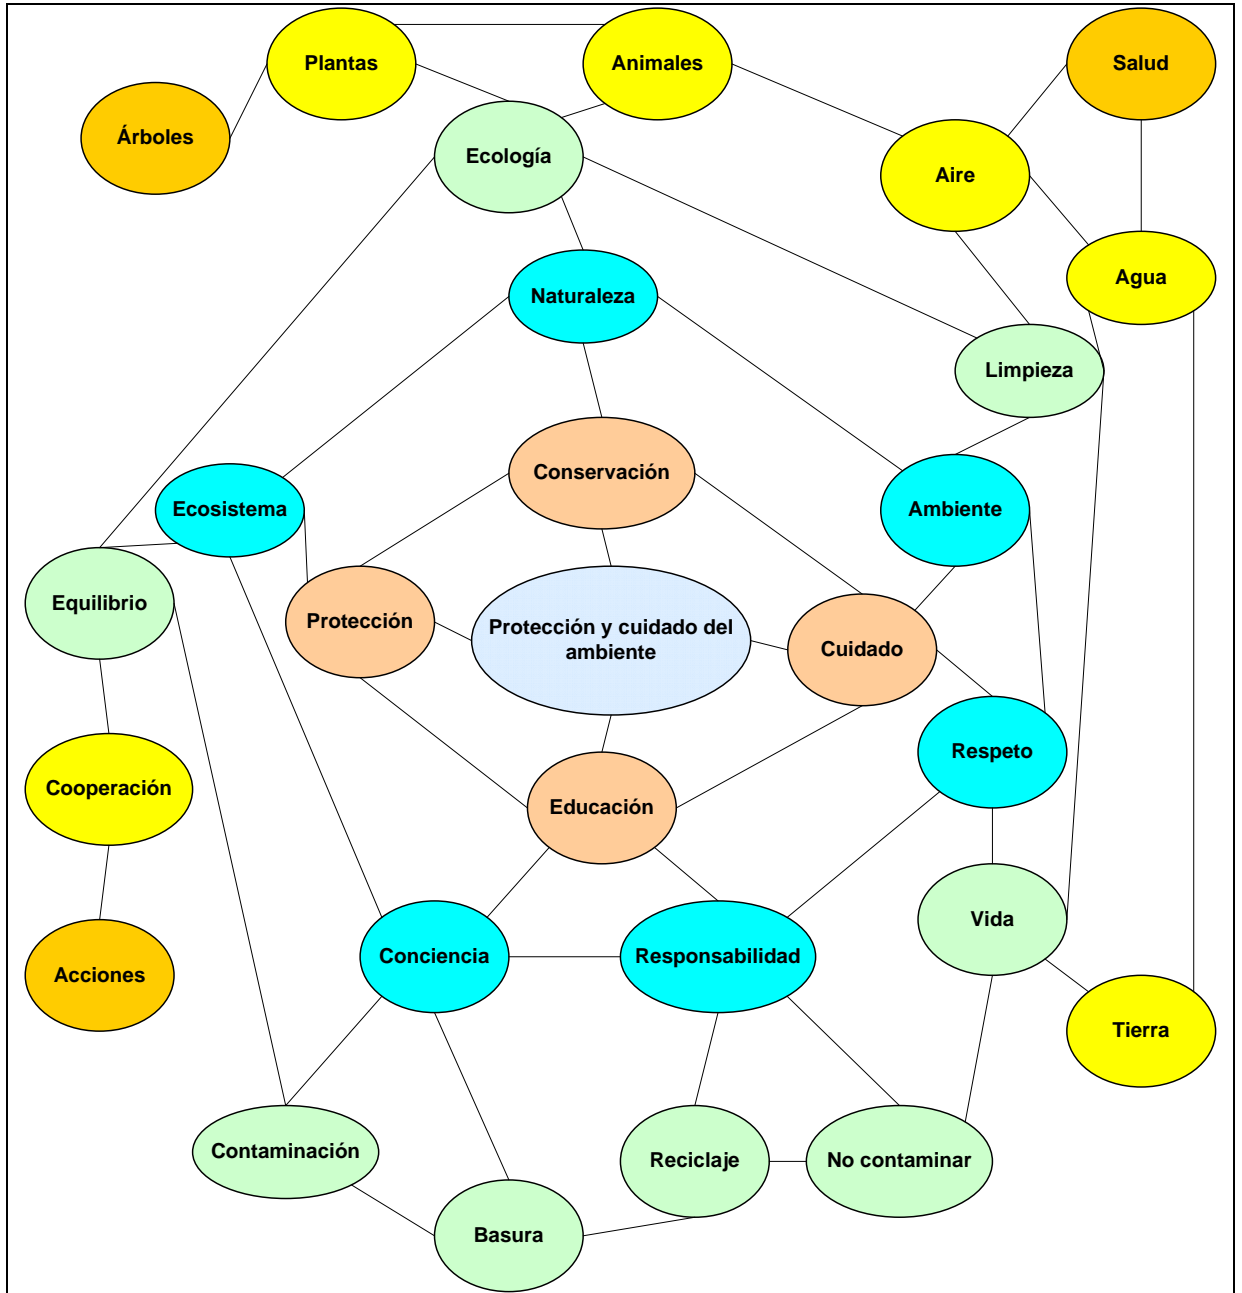 Plantas
Animales
Salud
Árboles
Ecología
Aire
Agua
Naturaleza
Limpieza
Conservación
Ecosistema
Ambiente
Equilibrio
Protección
Protección y cuidado del
ambiente
Cuidado
Respeto
Cooperación
Educación
Vida
Conciencia
Responsabilidad
Acciones
Tierra
Contaminación
Reciclaje
No contaminar
Basura